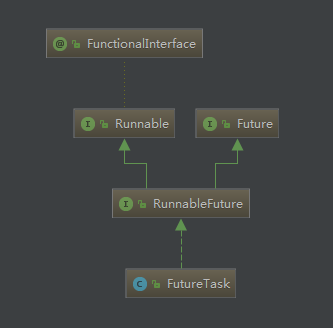 @ FunctionalInterface
I Runnable
I Future
I RunnableFuture
C FutureTask